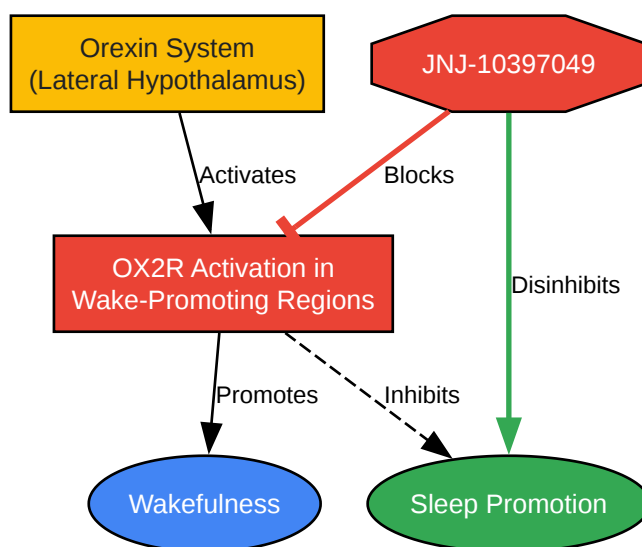 Orexin System
(Lateral Hypothalamus)
JNJ-10397049
Activates
Blocks
OX2R Activation in
Wake-Promoting Regions
Disinhibits
Promotes
Inhibits
Wakefulness
Sleep Promotion